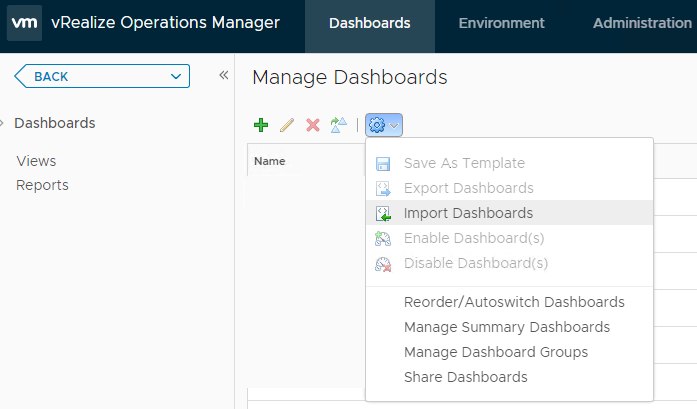 vm vRealize Operations Manager Dashboards Environment Administration
BACK
Manage Dashboards
Dashboards
Views
Reports
Name
Save As Template
Export Dashboards
Import Dashboards
Enable Dashboard(s)
Disable Dashboard(s)
Reorder/Autoswitch Dashboards
Manage Summary Dashboards
Manage Dashboard Groups
Share Dashboards